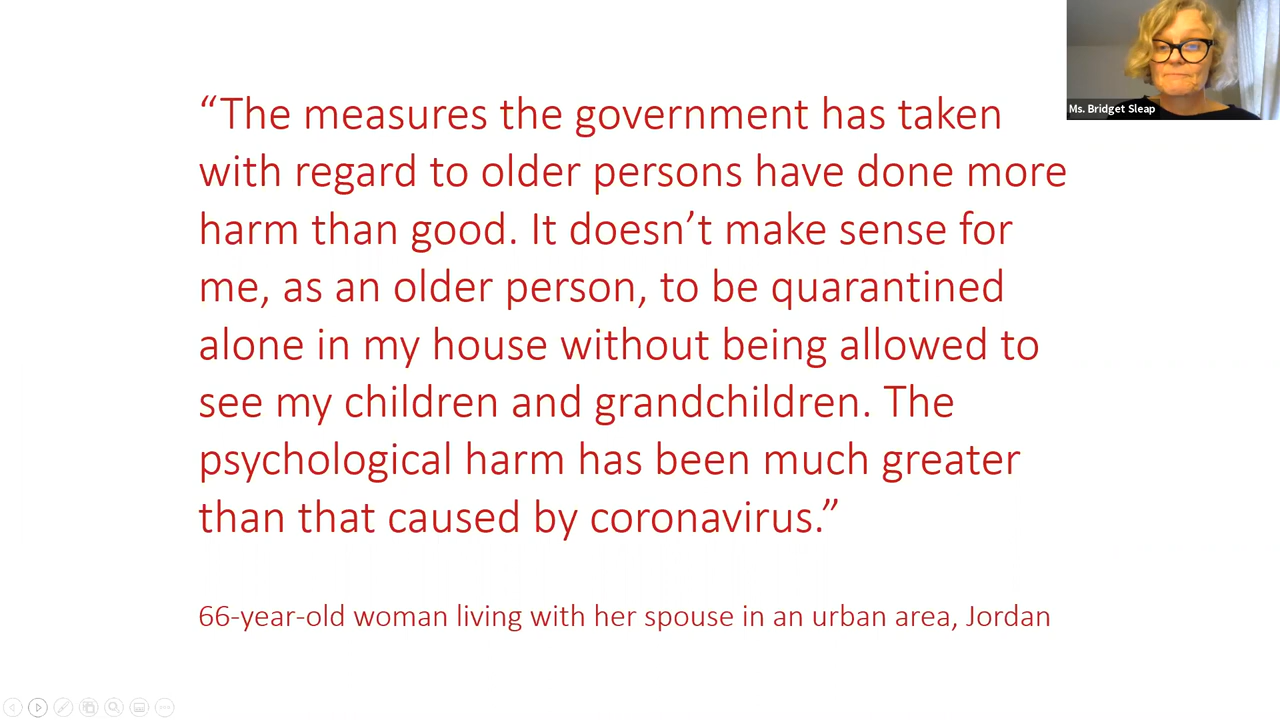 Ms. Bridget Sleap
“The measures the government has taken
with regard to older persons have done more
harm than good. It doesn’t make sense for
me, as an older person, to be quarantined
alone in my house without being allowed to
see my children and grandchildren. The
psychological harm has been much greater
than that caused by coronavirus.”
66-year-old woman living with her spouse in an urban area, Jordan